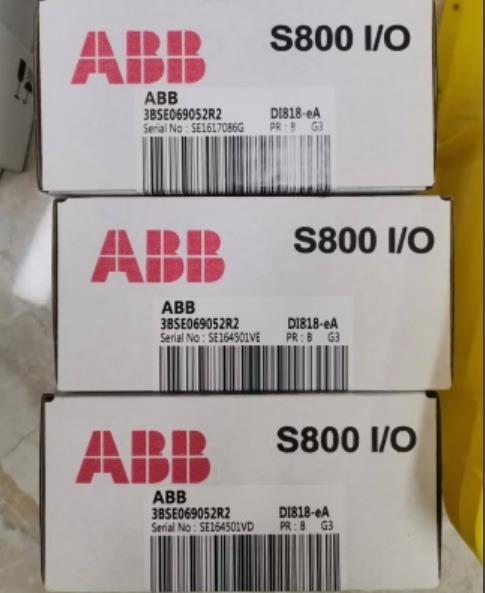 ABB S800 I/O
ABB
3BSE069052R2 DI818-eA
Serial No : SE1617086G PR : B G3
ABB S800 I/O
ABB
3BSE069052R2 DI818-eA
Serial No : SE164501VE PR : B G3
ABB S800 I/O
ABB
3BSE069052R2 DI818-eA
Serial No : SE164501VD PR : B G3